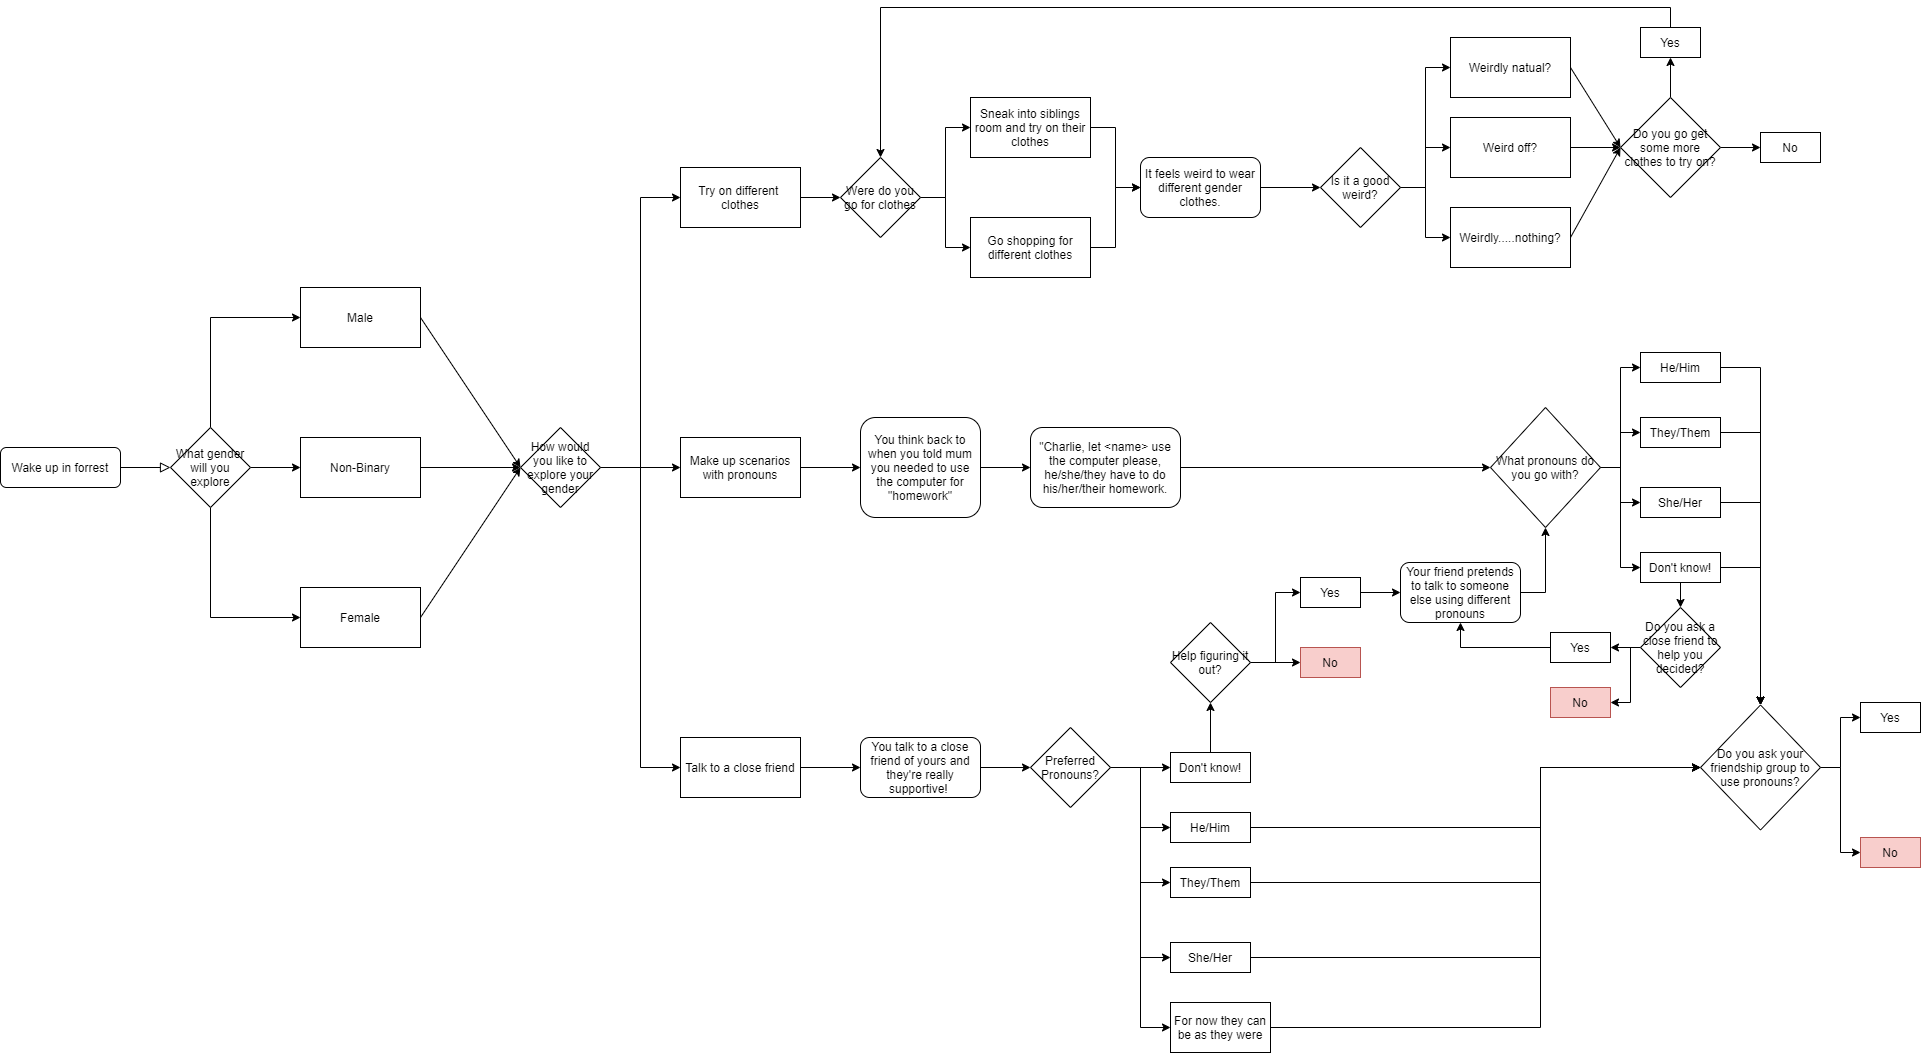 Yes
Weirdly natual?
Sneak into siblings
room and try on their
clothes
Do you go get
some more
clothes to try on?
No
Weird off?
Try on different
clothes
Were do you
go for clothes
It feels weird to wear
different gender
clothes.
Is it a good
weird?
Go shopping for
different clothes
Weirdly.....nothing?
Male
Wake up in forrest
What gender
will you
explore
Non-Binary
How would
you like to
explore your
gender
Female
Make up scenarios
with pronouns
You think back to
when you told mum
you needed to use
the computer for
"homework"
"Charlie, let <name> use
the computer please,
he/she/they have to do
his/her/their homework.
What pronouns do
you go with?
He/Him
They/Them
She/Her
Don't know!
Do you ask a
close friend to
help you
decided?
Yes
No
Your friend pretends
to talk to someone
else using different
pronouns
Yes
Help figuring it
out?
No
Talk to a close friend
You talk to a close
friend of yours and
they're really
supportive!
Preferred
Pronouns?
Don't know!
He/Him
They/Them
She/Her
For now they can
be as they were
Do you ask your
friendship group to
use pronouns?
Yes
No